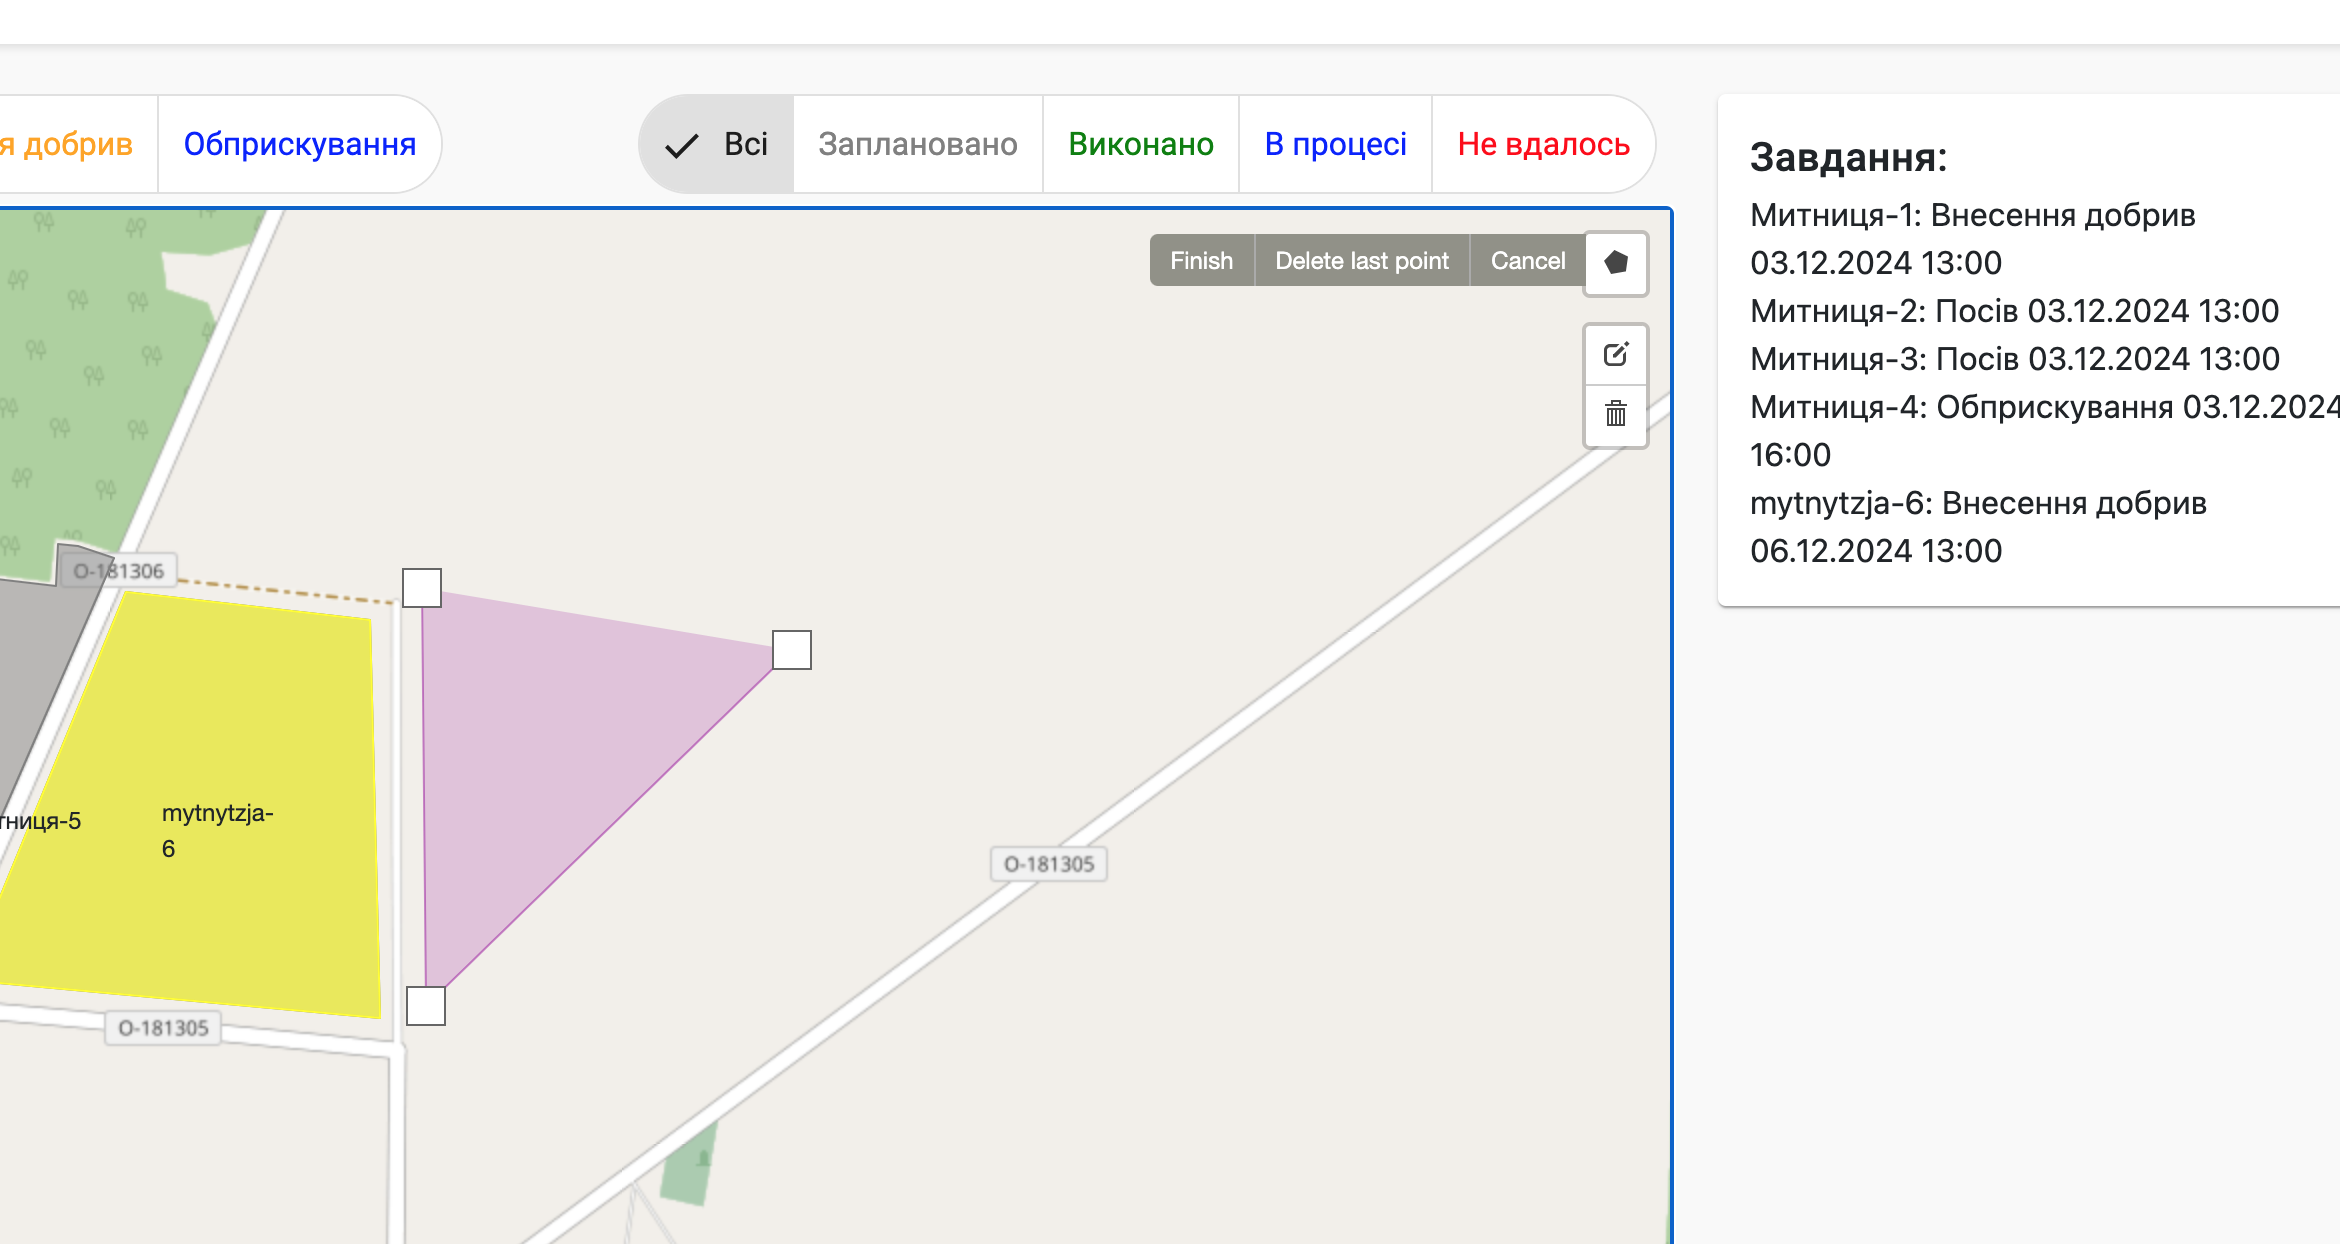 я добрив
Обприскування
Всі
Заплановано
Виконано
В процесі
Не вдалось
Finish
Delete last point
Cancel
О-181306
тниця-5
mytnytzja-
6
О-181305
О-181305
Завдання:
Митниця-1: Внесення добрив
03.12.2024 13:00
Митниця-2: Посів 03.12.2024 13:00
Митниця-3: Посів 03.12.2024 13:00
Митниця-4: Обприскування 03.12.2024
16:00
mytnytzja-6: Внесення добрив
06.12.2024 13:00